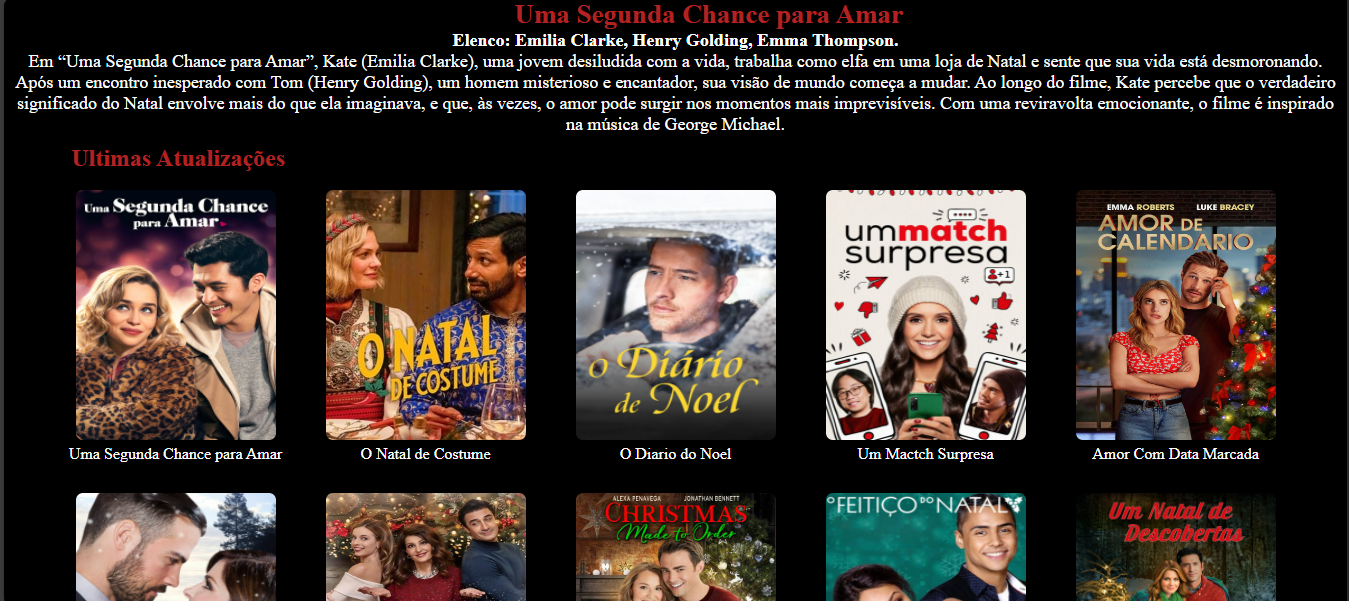 Uma Segunda Chance para Amar
Elenco: Emilia Clarke, Henry Golding, Emma Thompson.
Em “Uma Segunda Chance para Amar”, Kate (Emilia Clarke), uma jovem desiludida com a vida, trabalha como elfa em uma loja de Natal e sente que sua vida está desmoronando.
Após um encontro inesperado com Tom (Henry Golding), um homem misterioso e encantador, sua visão de mundo começa a mudar. Ao longo do filme, Kate percebe que o verdadeiro
significado do Natal envolve mais do que ela imaginava, e que, às vezes, o amor pode surgir nos momentos mais imprevisíveis. Com uma reviravolta emocionante, o filme é inspirado
na música de George Michael.
Ultimas Atualizações
Uma Segunda Chance
para Amar
O NATAL
DE COSTUME
O Diário
de Noel
um match
surpresa
+1
EMMA ROBERTS LUKE BRACEY
AMOR DE
CALENDARIO
Uma Segunda Chance para Amar
O Natal de Costume
O Diario do Noel
Um Mactch Surpresa
Amor Com Data Marcada
ALEXA PENAVEGA JONATHAN BENNETT
CHRISTMAS
Made to Order
O FEITIÇO DO NATAL
Um Natal de
Descobertas